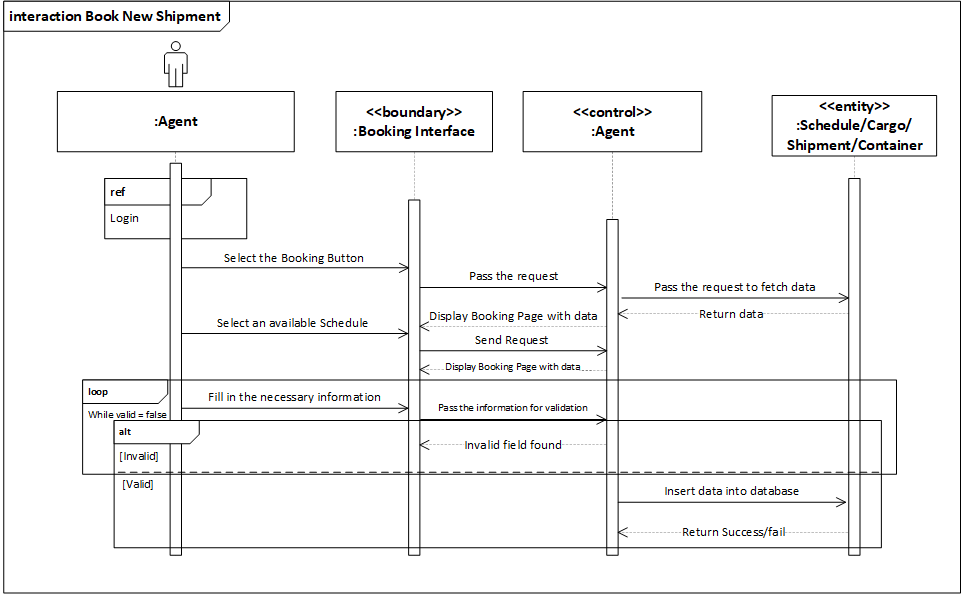 interaction Book New Shipment
:Agent
<<boundary>>
:Booking Interface
<<control>>
:Agent
<<entity>>
:Schedule/Cargo/
Shipment/Container
ref
Login
Select the Booking Button
Pass the request
Pass the request to fetch data
Return data
Display Booking Page with data
Select an available Schedule
Send Request
Display Booking Page with data
loop
While valid = false
Fill in the necessary information
Pass the information for validation
alt
[Invalid]
Invalid field found
[Valid]
Insert data into database
Return Success/fail